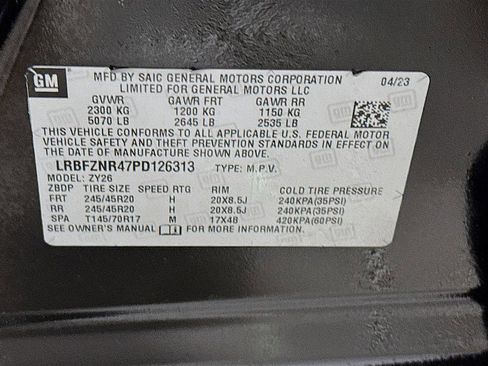 GM
MFD BY SAIC GENERAL MOTORS CORPORATION 04/23
LIMITED FOR GENERAL MOTORS LLC
GVWR GAWR FRT GAWR RR
2300 KG 1200 KG 1150 KG
5070 LB 2645 LB 2535 LB
THIS VEHICLE CONFORMS TO ALL APPLICABLE U.S. FEDERAL MOTOR
VEHICLE SAFETY AND THEFT PREVENTION STANDARDS IN EFFECT
ON THE DATE OF MANUFACTURE SHOWN ABOVE.
LRBFZNR47PD126313 TYPE: M.P.V.
MODEL: ZY26
ZBDP TIRE SIZE SPEED RTG RIM COLD TIRE PRESSURE
FRT 245/45R20 H 20X8.5J 240KPA(35PSI)
RR 245/45R20 H 20X8.5J 240KPA(35PSI)
SPA T145/70R17 M 17X4B 420KPA(60PSI)
SEE OWNER'S MANUAL FOR MORE INFORMATION.